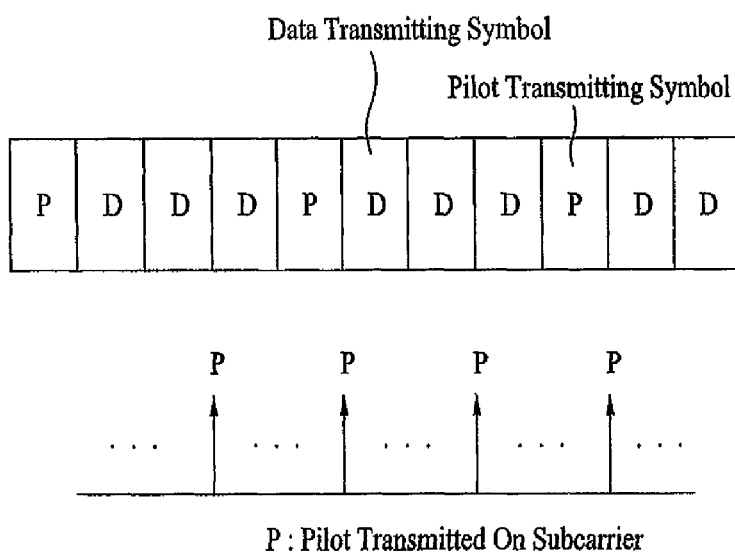 Data Transmitting Symbol
Pilot Transmitting Symbol
P D D D P D D D P D D
P P P P
. . . . . . . . . . . . . . .
P : Pilot Transmitted On Subcarrier